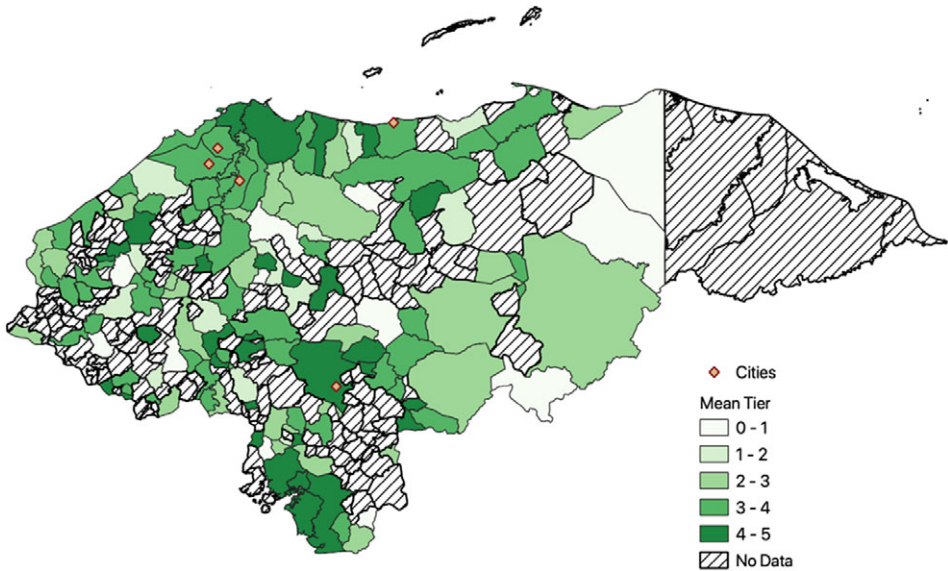 Cities
Mean Tier
0 - 1
1 - 2
2 - 3
3 - 4
4 - 5
No Data